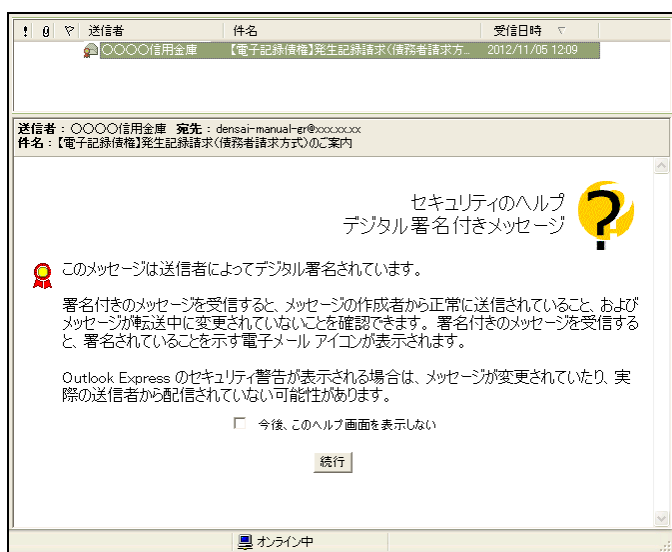 ! 送信者 件名 受信日時
〇〇〇〇信用金庫 【電子記録債権】発生記録請求(債務者請求方... 2012/11/05 12:09
送信者:〇〇〇〇信用金庫 宛先:densai-manual-gr@xxx.xx.xx
件名:【電子記録債権】発生記録請求(債務者請求方式)のご案内
セキュリティのヘルプ
デジタル署名付きメッセージ
このメッセージは送信者によってデジタル署名されています。
署名付きのメッセージを受信すると、メッセージの作成者から正常に送信されていること、および
メッセージが転送中に変更されていないことを確認できます。署名付きのメッセージを受信する
と、署名されていることを示す電子メール アイコンが表示されます。
Outlook Express のセキュリティ警告が表示される場合は、メッセージが変更されていたり、実
際の送信者から配信されていない可能性があります。
今後、このヘルプ画面を表示しない
続行
オンライン中